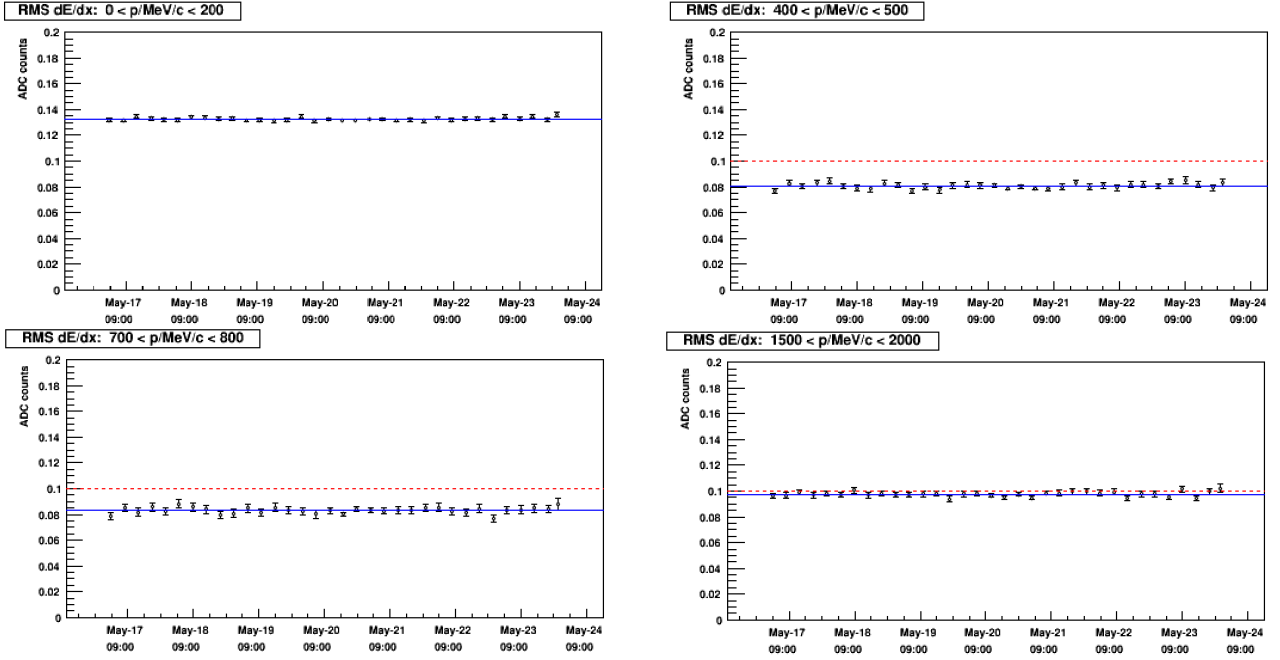 RMS dE/dx: 0 < p/MeV/c < 200
ADC counts
0.2
0.18
0.16
0.14
0.12
0.1
0.08
0.06
0.04
0.02
0
May-17 May-18 May-19 May-20 May-21 May-22 May-23 May-24
09:00 09:00 09:00 09:00 09:00 09:00 09:00 09:00
RMS dE/dx: 400 < p/MeV/c < 500
ADC counts
0.2
0.18
0.16
0.14
0.12
0.1
0.08
0.06
0.04
0.02
0
May-17 May-18 May-19 May-20 May-21 May-22 May-23 May-24
09:00 09:00 09:00 09:00 09:00 09:00 09:00 09:00
RMS dE/dx: 700 < p/MeV/c < 800
ADC counts
0.2
0.18
0.16
0.14
0.12
0.1
0.08
0.06
0.04
0.02
0
May-17 May-18 May-19 May-20 May-21 May-22 May-23 May-24
09:00 09:00 09:00 09:00 09:00 09:00 09:00 09:00
RMS dE/dx: 1500 < p/MeV/c < 2000
ADC counts
0.2
0.18
0.16
0.14
0.12
0.1
0.08
0.06
0.04
0.02
0
May-17 May-18 May-19 May-20 May-21 May-22 May-23 May-24
09:00 09:00 09:00 09:00 09:00 09:00 09:00 09:00